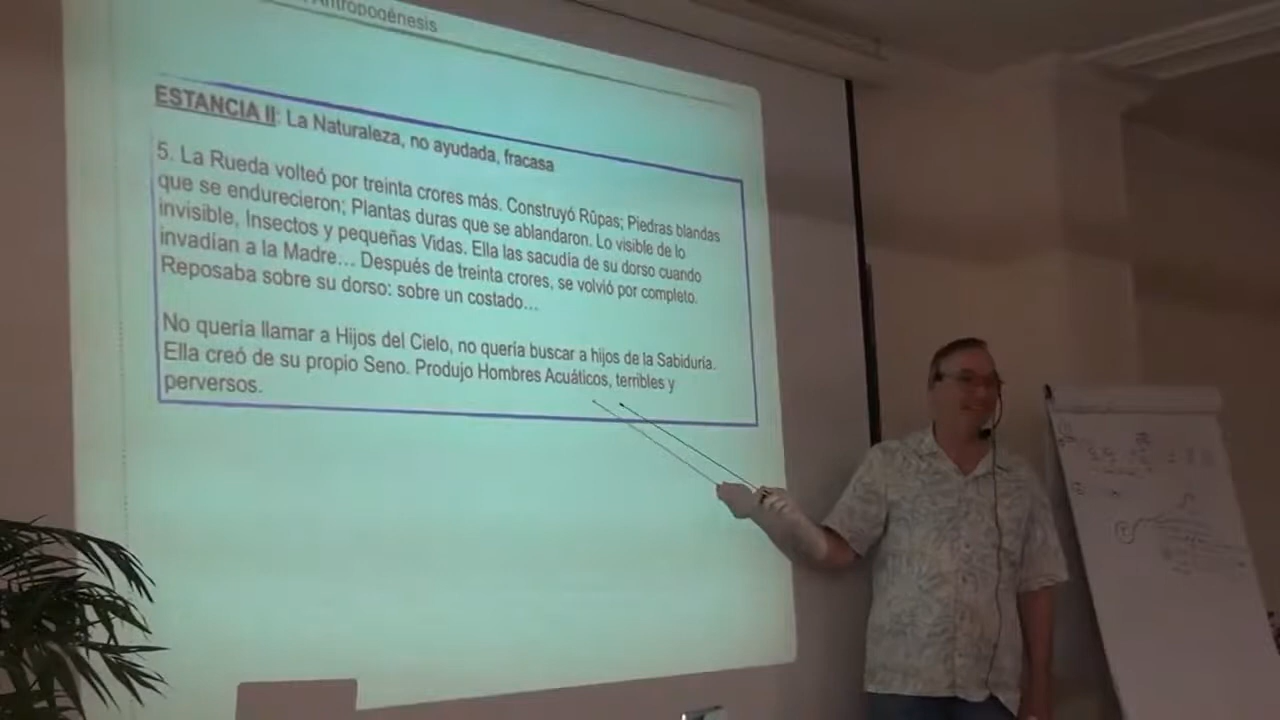 Antropogénesis
ESTANCIA II: La Naturaleza, no ayudada, fracasa
5. La Rueda volteó por treinta crores más. Construyó Rûpas; Piedras blandas
que se endurecieron; Plantas duras que se ablandaron. Lo visible de lo
invisible, Insectos y pequeñas Vidas. Ella las sacudía de su dorso cuando
invadían a la Madre... Después de treinta crores, se volvió por completo.
Reposaba sobre su dorso: sobre un costado...
No quería llamar a Hijos del Cielo, no quería buscar a hijos de la Sabiduría.
Ella creó de su propio Seno. Produjo Hombres Acuáticos, terribles y
perversos.